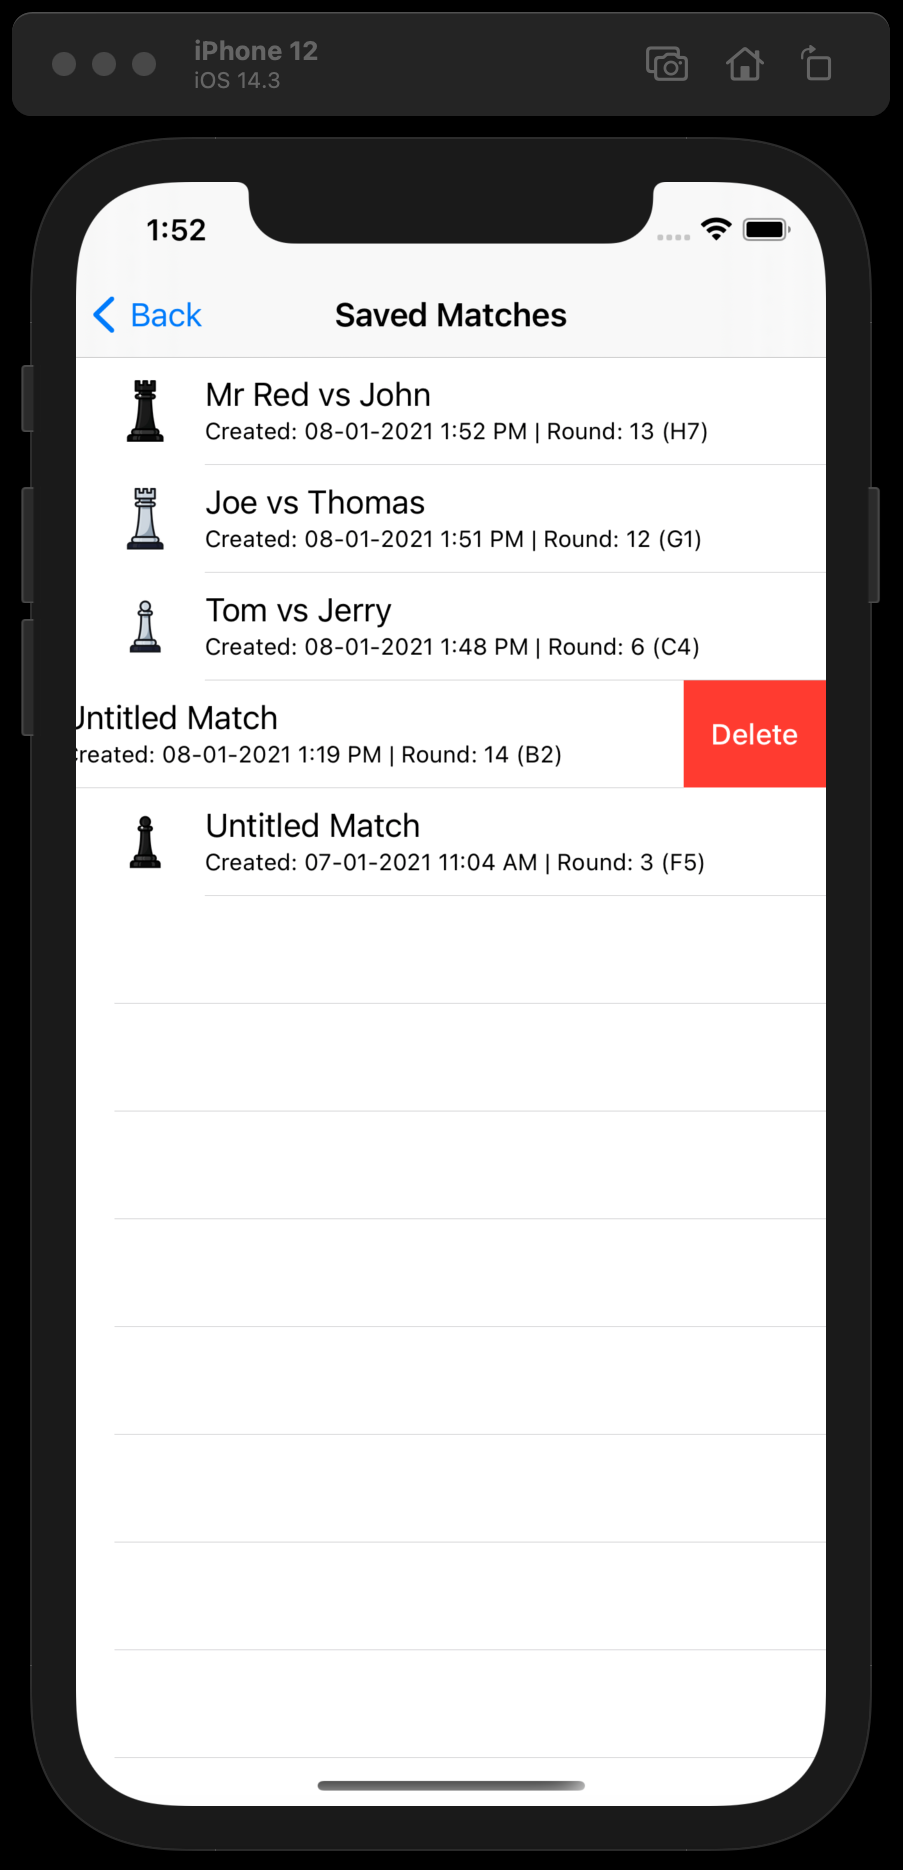 iPhone 12
iOS 14.3
1:52
Back
Saved Matches
Mr Red vs John
Created: 08-01-2021 1:52 PM | Round: 13 (H7)
Joe vs Thomas
Created: 08-01-2021 1:51 PM | Round: 12 (G1)
Tom vs Jerry
Created: 08-01-2021 1:48 PM | Round: 6 (C4)
Untitled Match
Created: 08-01-2021 1:19 PM | Round: 14 (B2)
Delete
Untitled Match
Created: 07-01-2021 11:04 AM | Round: 3 (F5)